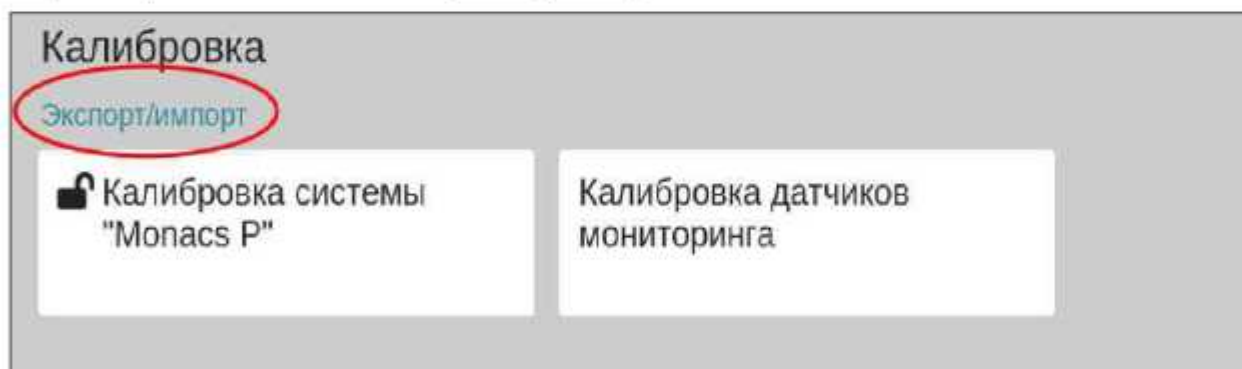 Калибровка
Экспорт/импорт
Калибровка системы
"Monacs P"
Калибровка датчиков
мониторинга